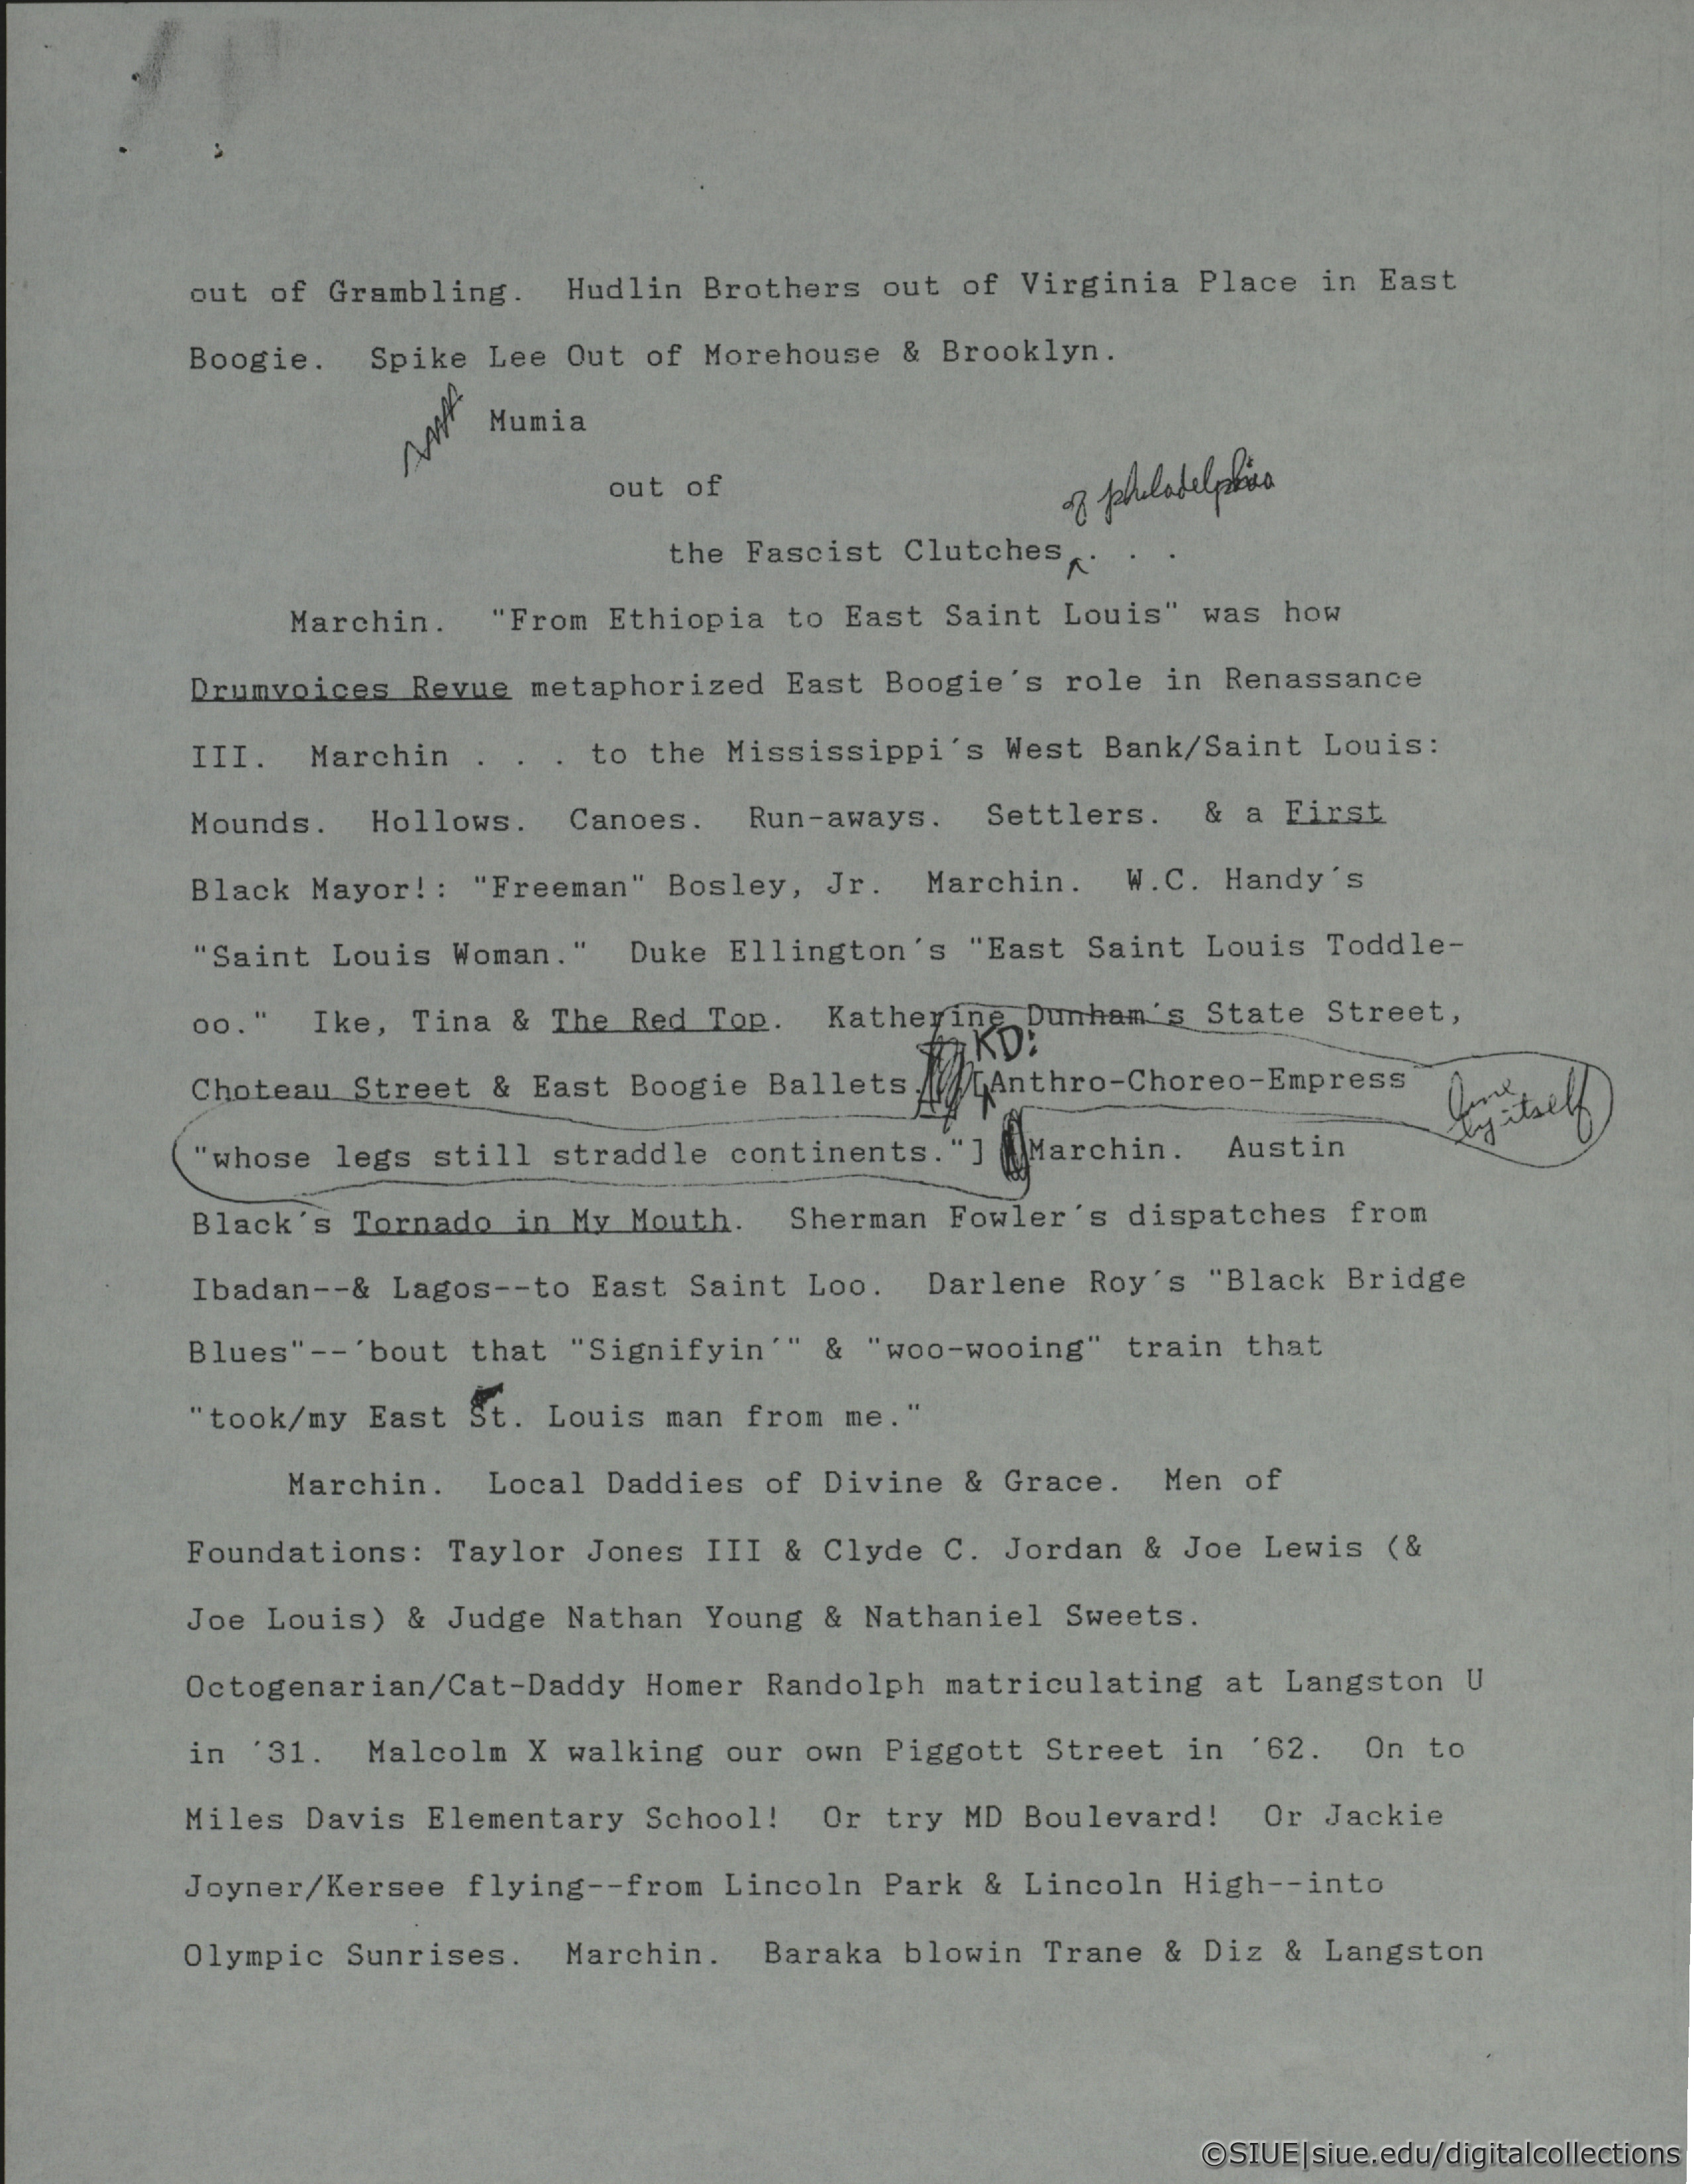 out of Grambling.  Hudlin Brothers out of Virginia Place in East
Boogie.  Spike Lee Out of Morehouse & Brooklyn.
Mumia
out of
of philadelphia
the Fascist Clutches . . .
Marchin.  "From Ethiopia to East Saint Louis" was how
Drumvoices Revue metaphorized East Boogie´s role in Renassance
III.  Marchin . . . to the Mississippi´s West Bank/Saint Louis:
Mounds.  Hollows.  Canoes.  Run-aways.  Settlers.  & a First
Black Mayor!: "Freeman" Bosley, Jr.  Marchin.  W.C. Handy´s
"Saint Louis Woman."  Duke Ellington´s "East Saint Louis Toddle-
oo."  Ike, Tina & The Red Top.  Katherine Dunham´s State Street,
KD:
Choteau Street & East Boogie Ballets. [Anthro-Choreo-Empress
line
by itself
"whose legs still straddle continents."] Marchin.  Austin
Black´s Tornado in My Mouth.  Sherman Fowler´s dispatches from
Ibadan--& Lagos--to East Saint Loo.  Darlene Roy´s "Black Bridge
Blues"--´bout that "Signifyin´" & "woo-wooing" train that
"took/my East St. Louis man from me."
Marchin.  Local Daddies of Divine & Grace.  Men of
Foundations: Taylor Jones III & Clyde C. Jordan & Joe Lewis (&
Joe Louis) & Judge Nathan Young & Nathaniel Sweets.
Octogenarian/Cat-Daddy Homer Randolph matriculating at Langston U
in ´31.  Malcolm X walking our own Piggott Street in ´62.  On to
Miles Davis Elementary School!  Or try MD Boulevard!  Or Jackie
Joyner/Kersee flying--from Lincoln Park & Lincoln High--into
Olympic Sunrises.  Marchin.  Baraka blowin Trane & Diz & Langston
©SIUE|siue.edu/digitalcollections